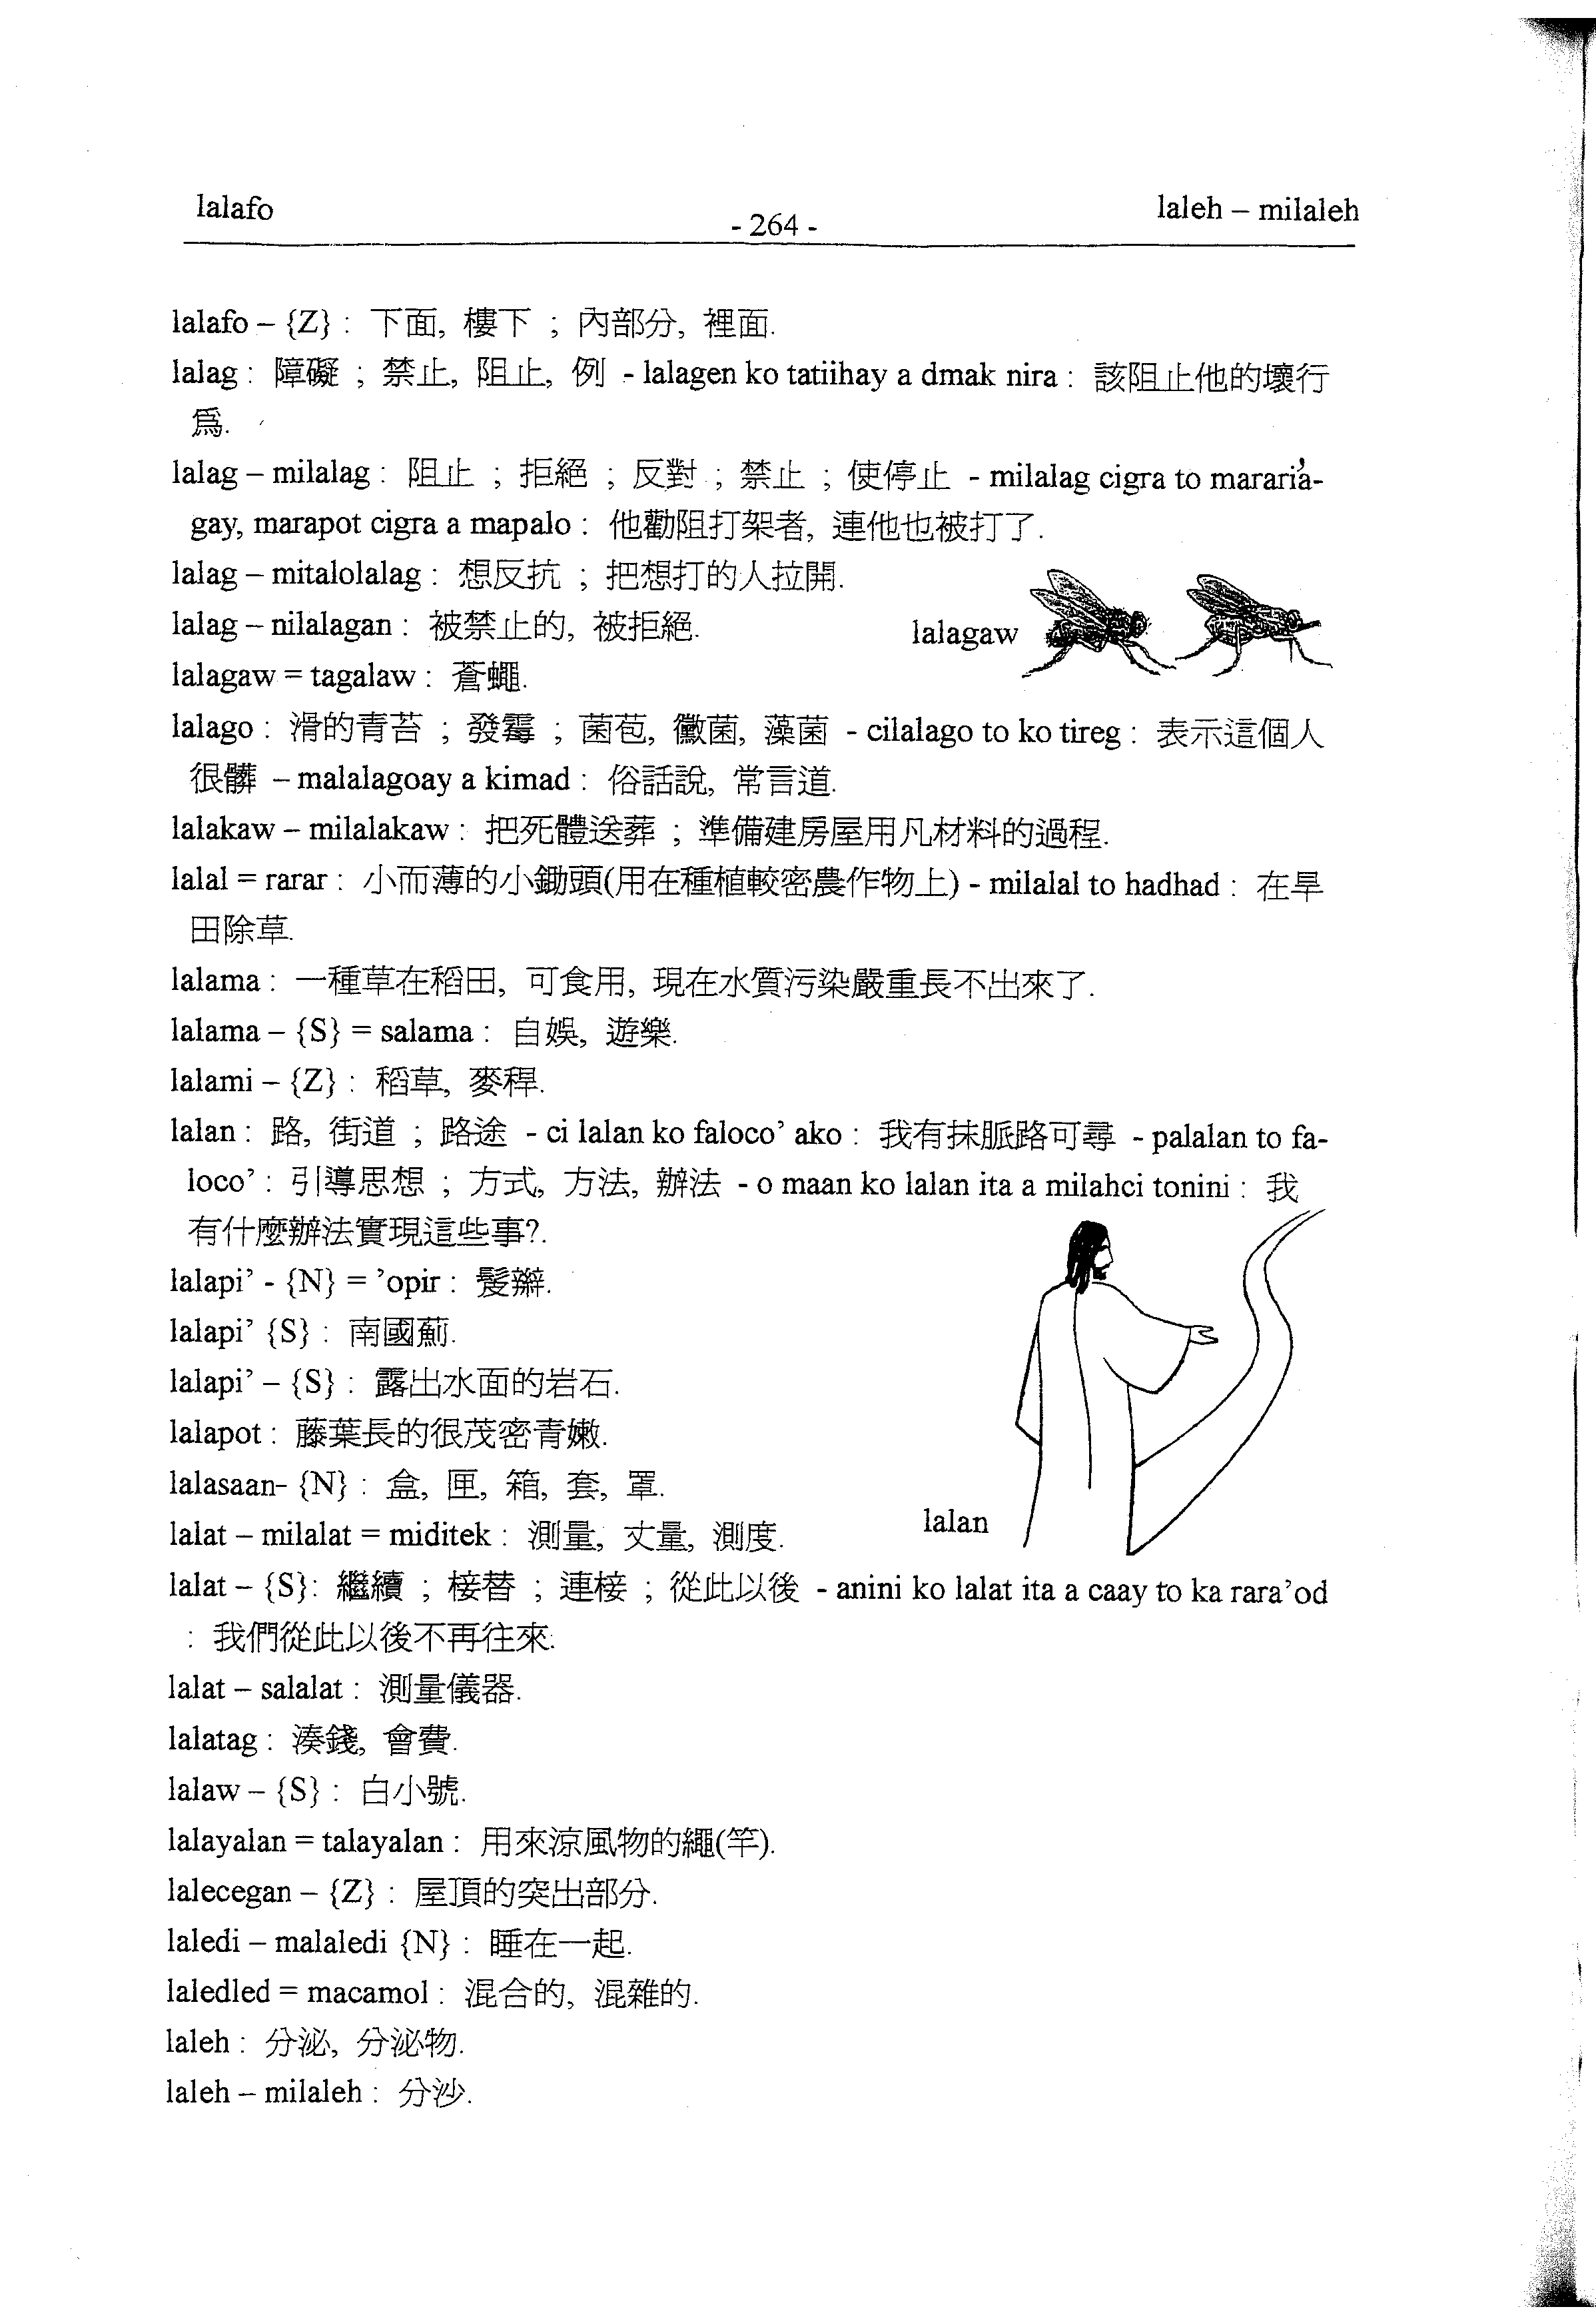 lalafo
- 264 -
laleh – milaleh
lalafo – {Z} : 下面, 樓下 ; 內部分, 裡面.
lalag : 障礙 ; 禁止, 阻止, 例 - lalagen ko tatiihay a dmak nira : 該阻止他的壞行
為.
lalag – milalag : 阻止 ; 拒絕 ; 反對 ; 禁止 ; 使停止 - milalag cigra to marari’a-
gay, marapot cigra a mapalo : 他勸阻打架者, 連他也被打了.
lalag – mitalolalag : 想反抗 ; 把想打的人拉開.
lalag – nilalagan : 被禁止的, 被拒絕.
lalagaw
lalagaw = tagalaw : 蒼蠅.
lalago : 滑的青苔 ; 發霉 ; 菌苞, 黴菌, 藻菌 - cilalago to ko tireg : 表示這個人
很髒 – malalagoay a kimad : 俗話說, 常言道.
lalakaw – milalakaw : 把死體送葬 ; 準備建房屋用凡材料的過程.
lalal = rarar : 小而薄的小鋤頭(用在種植較密農作物上) - milalal to hadhad : 在旱
田除草.
lalama : 一種草在稻田, 可食用, 現在水質污染嚴重長不出來了.
lalama – {S} = salama : 自娛, 遊樂.
lalami – {Z} : 稻草, 麥稈.
lalan : 路, 街道 ; 路途 - ci lalan ko faloco’ ako : 我有抹脈路可尋 - palalan to fa-
loco’ : 引導思想 ; 方式, 方法, 辦法 - o maan ko lalan ita a milahci tonini : 我
有什麼辦法實現這些事?.
lalapi’ - {N} = ’opir : 髮辮.
lalapi’ {S} : 南國薊.
lalapi’ – {S} : 露出水面的岩石.
lalapot : 藤葉長的很茂密青嫩.
lalasaan- {N} : 盒, 匣, 箱, 套, 罩.
lalat – milalat = miditek : 測量, 丈量, 測度.
lalan
lalat – {S}: 繼續 ; 接替 ; 連接 ; 從此以後 - anini ko lalat ita a caay to ka rara’od
: 我們從此以後不再往來.
lalat – salalat : 測量儀器.
lalatag : 湊錢, 會費.
lalaw – {S} : 白小號.
lalayalan = talayalan : 用來涼風物的繩(竿).
lalecegan – {Z} : 屋頂的突出部分.
laledi – malaledi {N} : 睡在一起.
laledled = macamol : 混合的, 混雜的.
laleh : 分泌, 分泌物.
laleh – milaleh : 分沙.